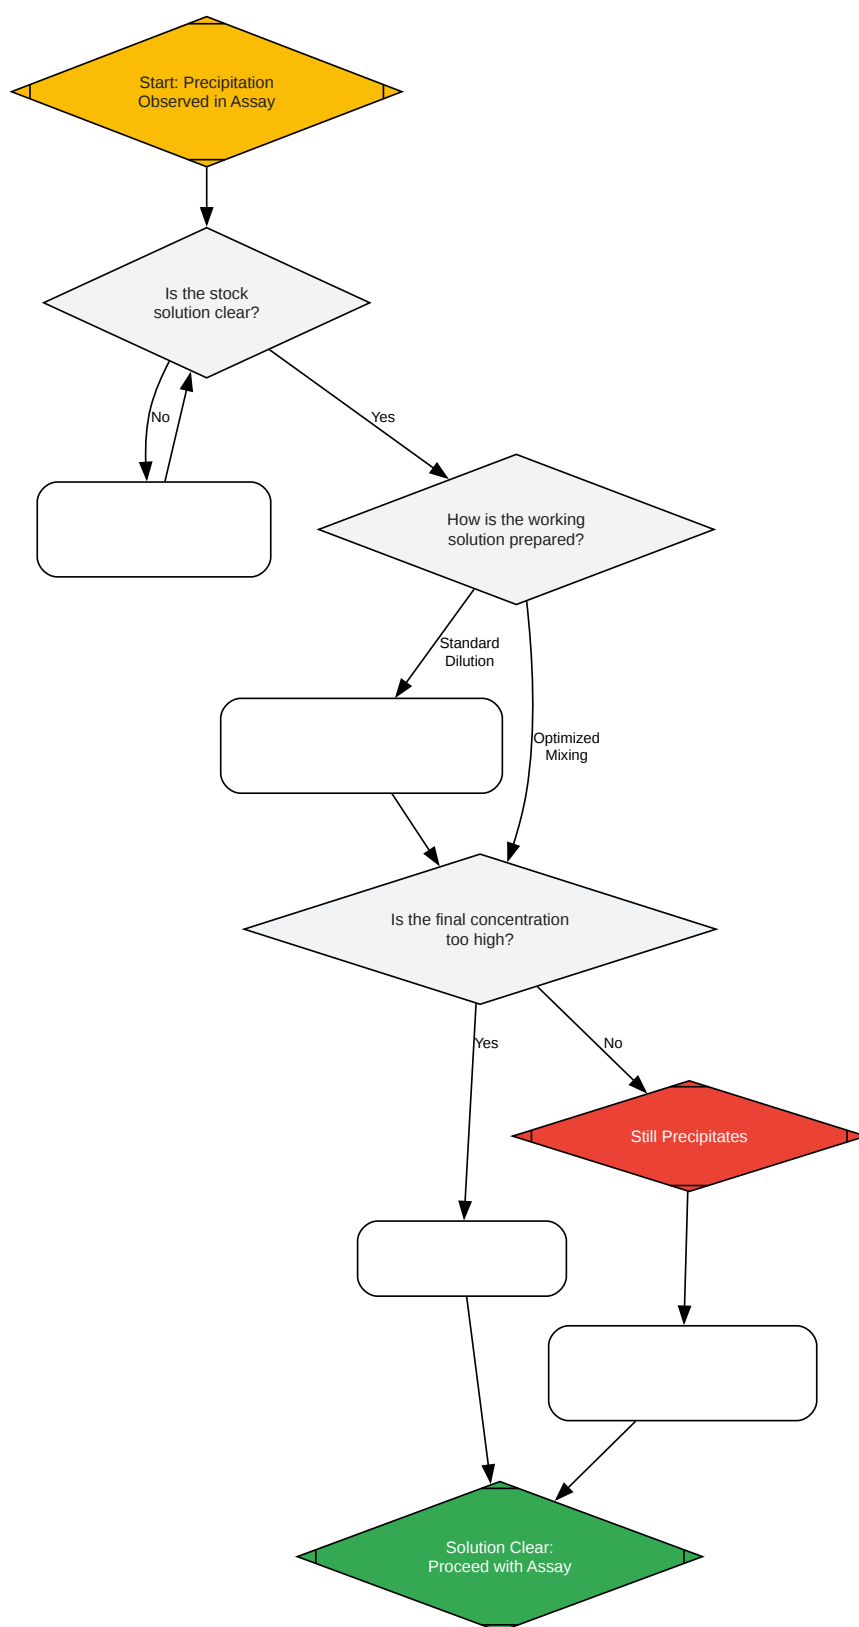 Start: Precipitation
Observed in Assay
Is the stock
solution clear?
No
Yes
How is the working
solution prepared?
Standard
Dilution
Optimized
Mixing
Is the final concentration
too high?
Yes
No
Still Precipitates
Solution Clear:
Proceed with Assay